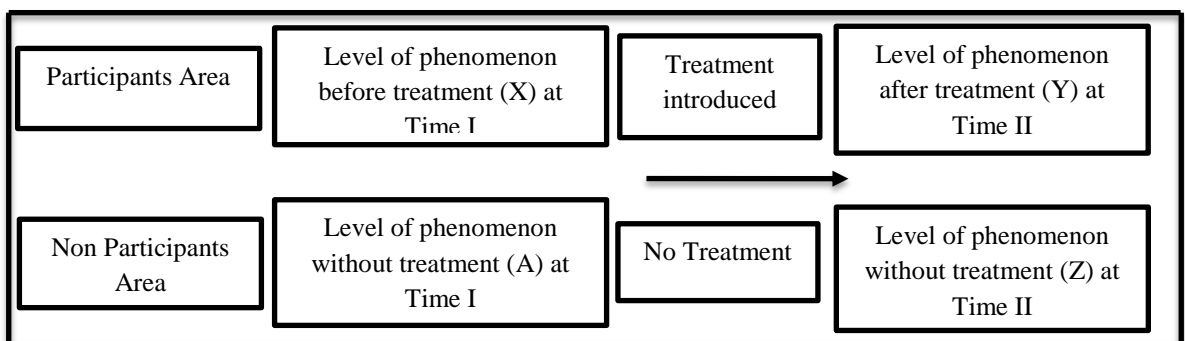 Participants Area
Level of phenomenon
before treatment (X) at
Time I
Treatment
introduced
Level of phenomenon
after treatment (Y) at
Time II
Non Participants
Area
Level of phenomenon
without treatment (A) at
Time I
No Treatment
Level of phenomenon
without treatment (Z) at
Time II